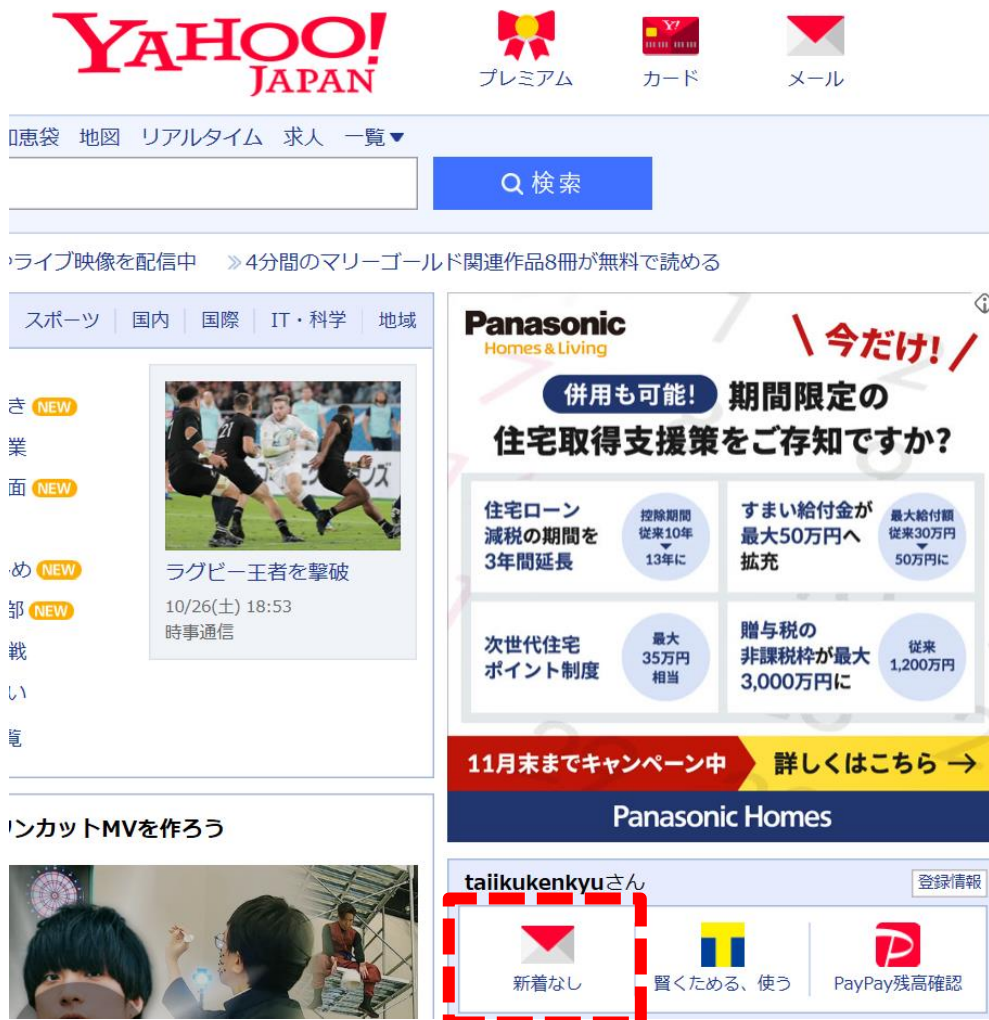 YAHOO!
JAPAN
プレミアム
カード
メール
知恵袋 地図 リアルタイム 求人 一覧▼
検索
ライブ映像を配信中 ≫4分間のマリーゴールド関連作品8冊が無料で読める
スポーツ 国内 国際 IT・科学 地域
き NEW
業
面 NEW
め NEW
部 NEW
戦
い
覧
ラグビー王者を撃破
10/26(土) 18:53
時事通信
Panasonic
Homes & Living
今だけ!
併用も可能! 期間限定の
住宅取得支援策をご存知ですか?
住宅ローン
減税の期間を
3年間延長
控除期間
従来10年
▼
13年に
すまい給付金が
最大50万円へ
拡充
最大給付額
従来30万円
▼
50万円に
次世代住宅
ポイント制度
最大
35万円
相当
贈与税の
非課税枠が最大
3,000万円に
従来
1,200万円
11月末までキャンペーン中 詳しくはこちら →
Panasonic Homes
ンカットMVを作ろう
taiikukenkyuさん
登録情報
新着なし
賢くためる、使う
PayPay残高確認